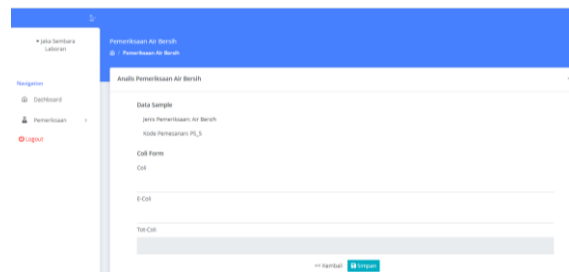 Jaka Sambara
Laboran
Navigation
Dashboard
Pemeriksaan
Logout
Pemeriksaan Air Bersih
/ Pemeriksaan Air Bersih
Analis Pemeriksaan Air Bersih
Data Sample
Jenis Pemeriksaan: Air Bersih
Kode Pemesanan: PS_5
Coli Form
Coli
E-Coli
Tot-Coli
<< Kembali Simpan